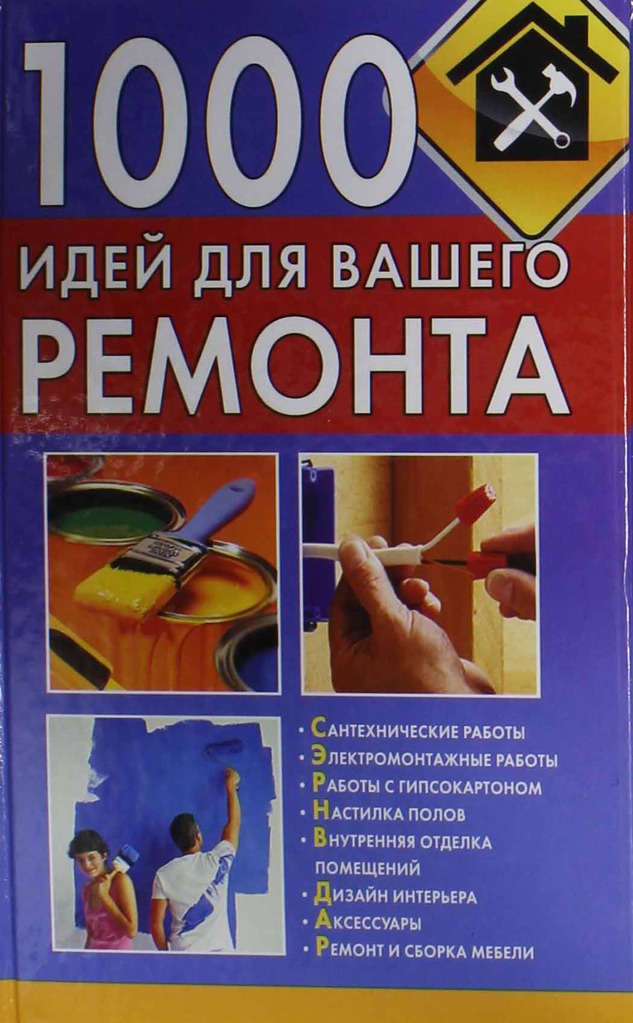 1000
ИДЕЙ ДЛЯ ВАШЕГО
РЕМОНТА
• САНТЕХНИЧЕСКИЕ РАБОТЫ
• ЭЛЕКТРОМОНТАЖНЫЕ РАБОТЫ
• РАБОТЫ С ГИПСОКАРТОНОМ
• НАСТИЛКА ПОЛОВ
• ВНУТРЕННЯЯ ОТДЕЛКА
ПОМЕЩЕНИЙ
• ДИЗАЙН ИНТЕРЬЕРА
• АКСЕССУАРЫ
• РЕМОНТ И СБОРКА МЕБЕЛИ